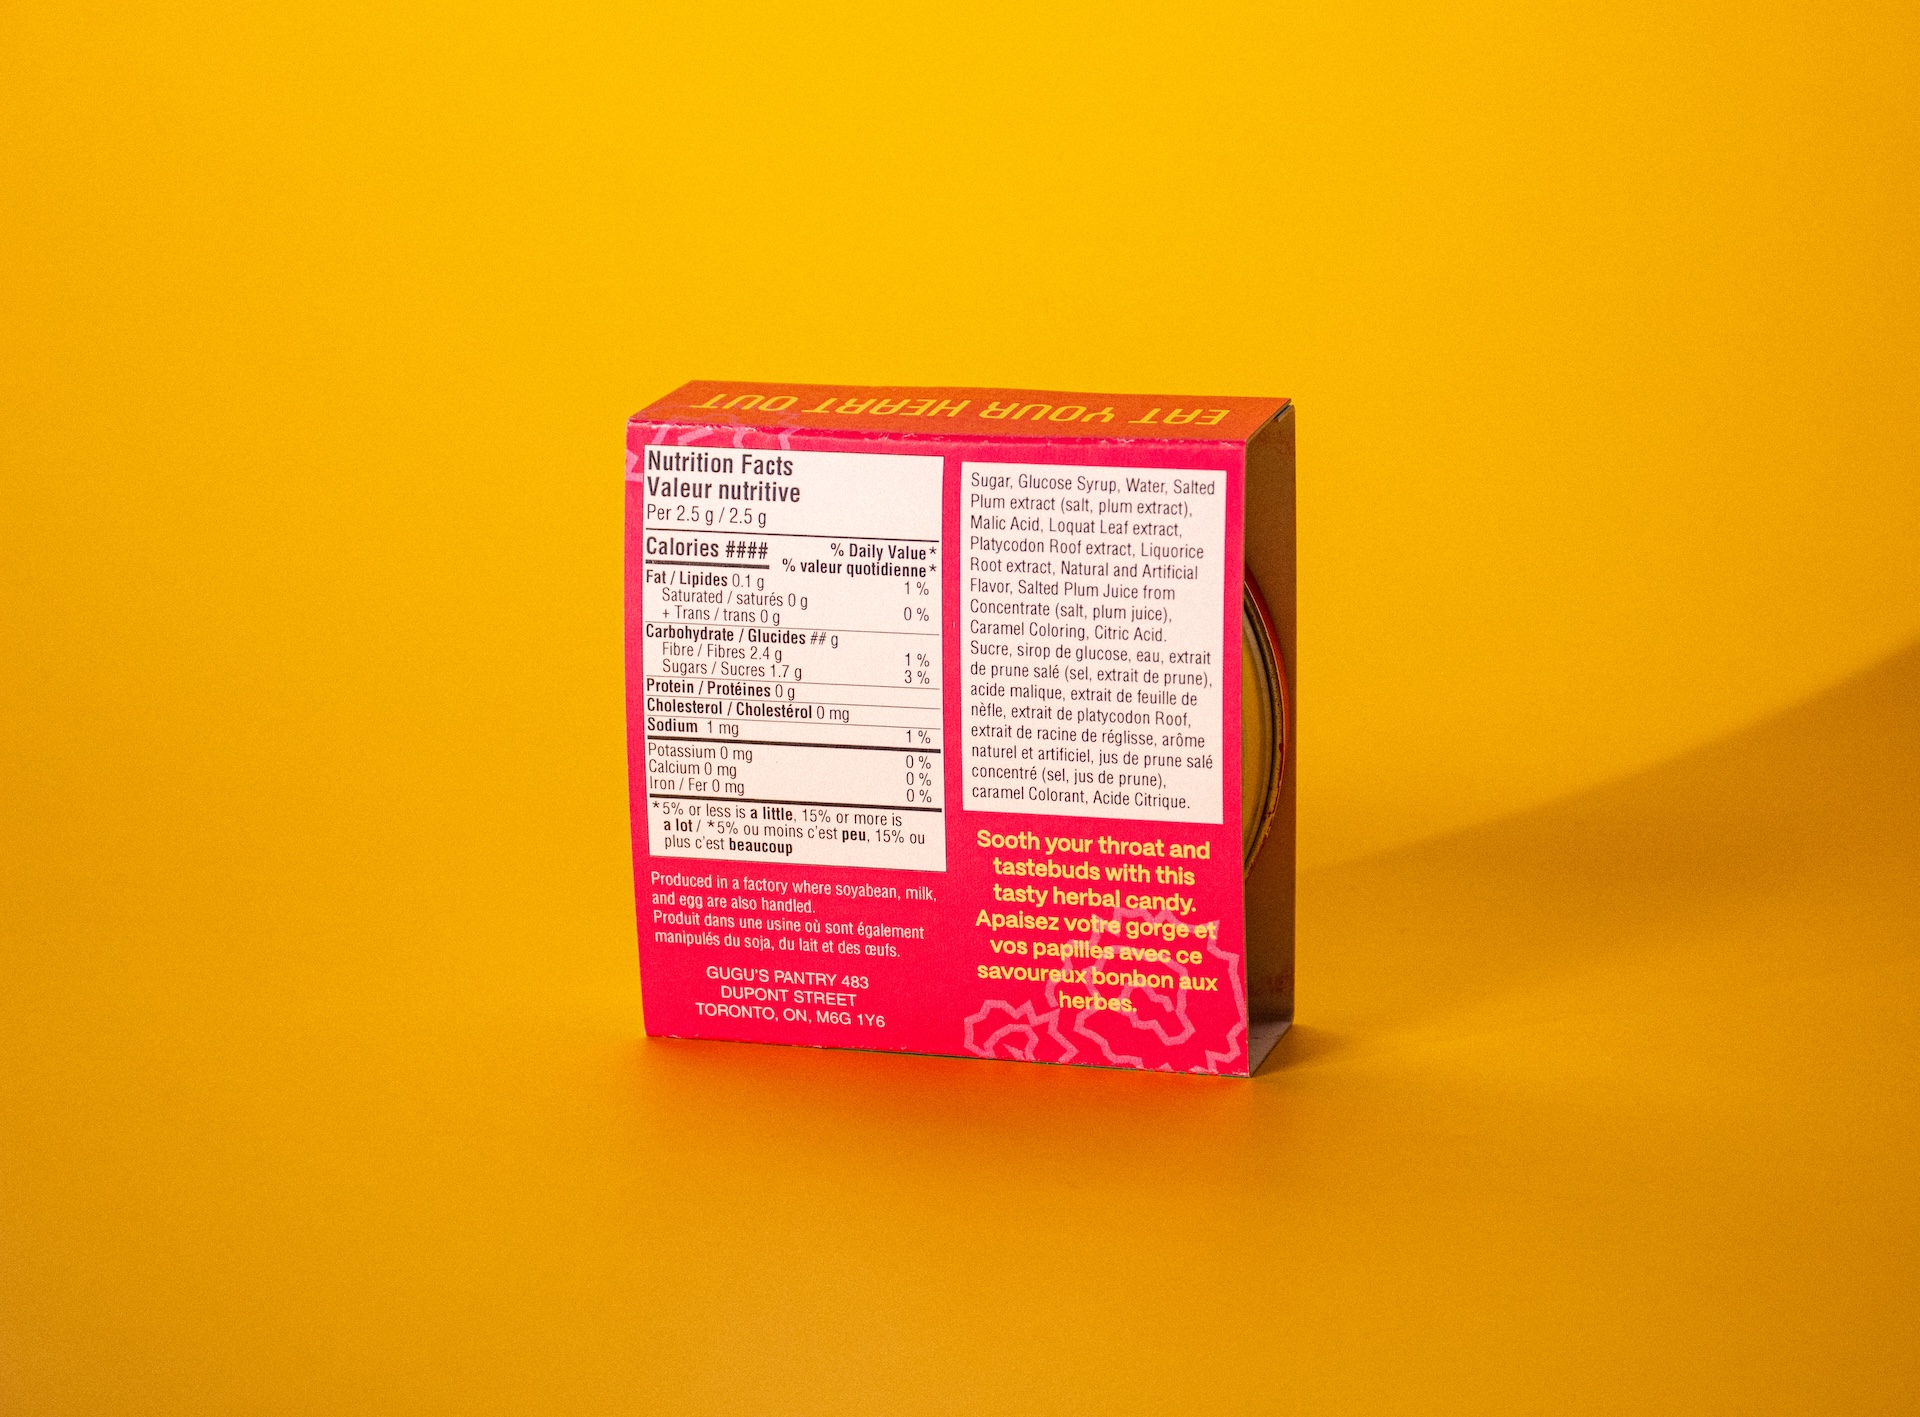 EAT YOUR HEART OUT
Nutrition Facts
Valeur nutritive
Per 2.5 g / 2.5 g
Calories ####
% Daily Value*
% valeur quotidienne*
Fat / Lipides 0.1 g 1 %
Saturated / saturés 0 g
+ Trans / trans 0 g 0 %
Carbohydrate / Glucides ## g
Fibre / Fibres 2.4 g 1 %
Sugars / Sucres 1.7 g 3 %
Protein / Protéines 0 g
Cholesterol / Cholestérol 0 mg
Sodium 1 mg 1 %
Potassium 0 mg 0 %
Calcium 0 mg 0 %
Iron / Fer 0 mg 0 %
*5% or less is a little, 15% or more is
a lot / *5% ou moins c'est peu, 15% ou
plus c'est beaucoup
Produced in a factory where soyabean, milk,
and egg are also handled.
Produit dans une usine où sont également
manipulés du soja, du lait et des œufs.
GUGU'S PANTRY 483
DUPONT STREET
TORONTO, ON, M6G 1Y6
Sugar, Glucose Syrup, Water, Salted
Plum extract (salt, plum extract),
Malic Acid, Loquat Leaf extract,
Platycodon Roof extract, Liquorice
Root extract, Natural and Artificial
Flavor, Salted Plum Juice from
Concentrate (salt, plum juice),
Caramel Coloring, Citric Acid.
Sucre, sirop de glucose, eau, extrait
de prune salé (sel, extrait de prune),
acide malique, extrait de feuille de
nèfle, extrait de platycodon Roof,
extrait de racine de réglisse, arôme
naturel et artificiel, jus de prune salé
concentré (sel, jus de prune),
caramel Colorant, Acide Citrique.
Sooth your throat and
tastebuds with this
tasty herbal candy.
Apaisez votre gorge et
vos papilles avec ce
savoureux bonbon aux
herbes.